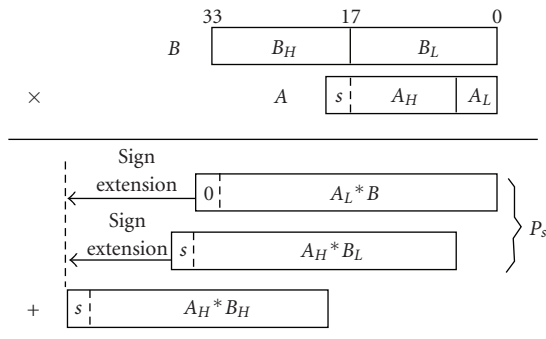 33 17 0
B B_H B_L
× A s A_H A_L
Sign
extension 0 A_L * B
Sign
extension s A_H * B_L P_s
+ s A_H * B_H